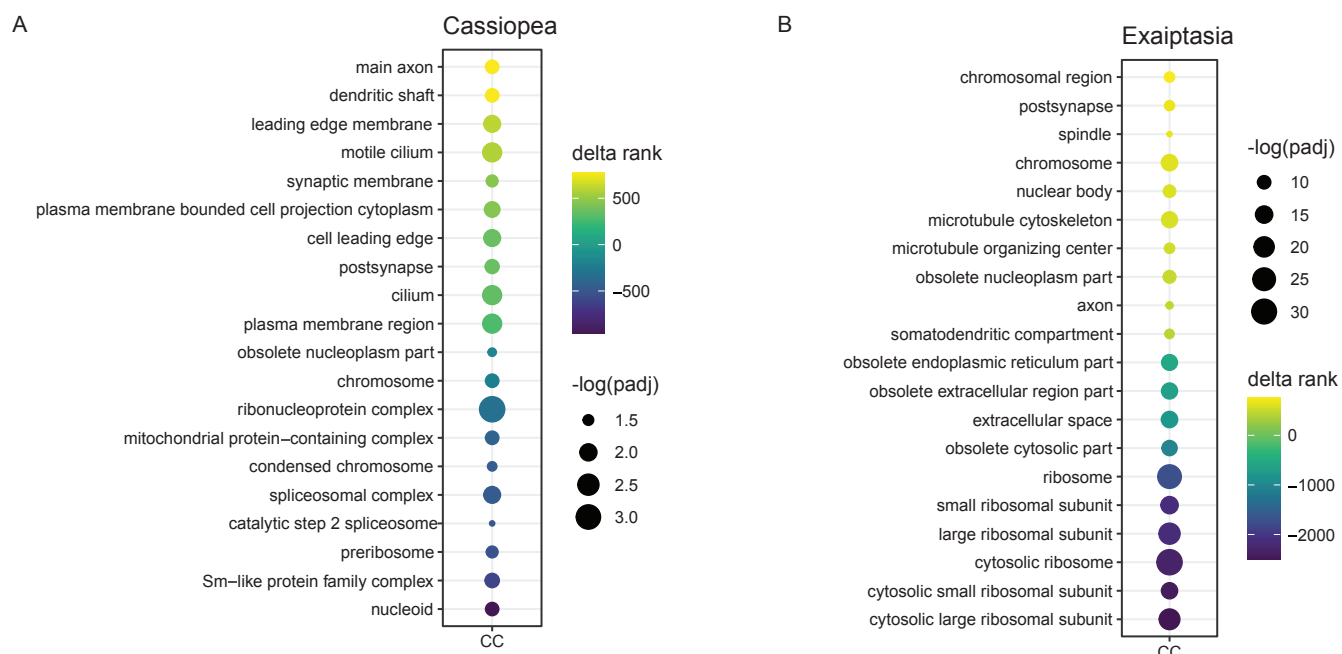 A
Cassiopea
main axon
dendritic shaft
leading edge membrane
motile cilium
synaptic membrane
plasma membrane bounded cell projection cytoplasm
cell leading edge
postsynapse
cilium
plasma membrane region
obsolete nucleoplasm part
chromosome
ribonucleoprotein complex
mitochondrial protein−containing complex
condensed chromosome
spliceosomal complex
catalytic step 2 spliceosome
preribosome
Sm−like protein family complex
nucleoid
CC
delta rank
500
0
−500
-log(padj)
1.5
2.0
2.5
3.0
B
Exaiptasia
chromosomal region
postsynapse
spindle
chromosome
nuclear body
microtubule cytoskeleton
microtubule organizing center
obsolete nucleoplasm part
axon
somatodendritic compartment
obsolete endoplasmic reticulum part
obsolete extracellular region part
extracellular space
obsolete cytosolic part
ribosome
small ribosomal subunit
large ribosomal subunit
cytosolic ribosome
cytosolic small ribosomal subunit
cytosolic large ribosomal subunit
CC
-log(padj)
10
15
20
25
30
delta rank
0
−1000
−2000